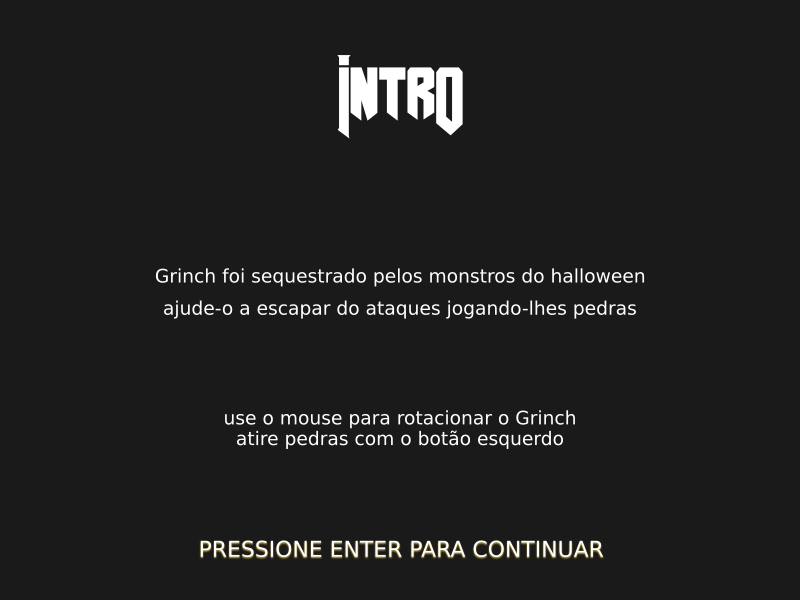 INTRO
Grinch foi sequestrado pelos monstros do halloween
ajude-o a escapar do ataques jogando-lhes pedras
use o mouse para rotacionar o Grinch
atire pedras com o botão esquerdo
PRESSIONE ENTER PARA CONTINUAR